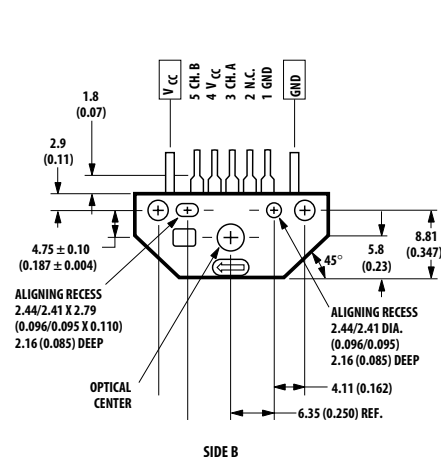 V CC
5 CH. B
4 V CC
3 CH. A
2 N.C.
1 GND
GND
1.8
(0.07)
2.9
(0.11)
4.75 ± 0.10
(0.187 ± 0.004)
8.81
(0.347)
5.8
(0.23)
45°
ALIGNING RECESS
2.44/2.41 X 2.79
(0.096/0.095 X 0.110)
2.16 (0.085) DEEP
ALIGNING RECESS
2.44/2.41 DIA.
(0.096/0.095)
2.16 (0.085) DEEP
OPTICAL
CENTER
4.11 (0.162)
6.35 (0.250) REF.
SIDE B